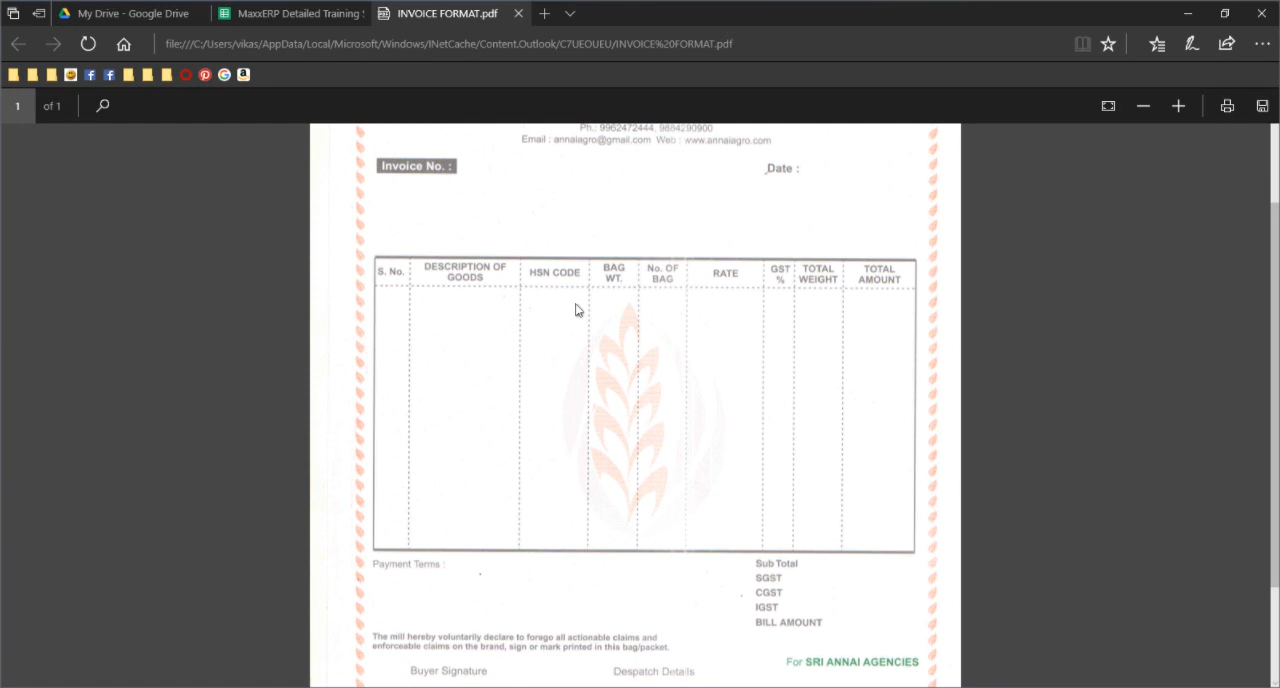 My Drive - Google Drive
MaxxERP Detailed Training
INVOICE FORMAT.pdf
file:///C:/Users/vikas/AppData/Local/Microsoft/Windows/INetCache/Content.Outlook/C7UEOUEU/INVOICE%20FORMAT.pdf
1 of 1
Ph.: 9962472444, 9884290900
Email : annaiagro@gmail.com Web : www.annaiagro.com
Invoice No. :
Date :
S. No.
DESCRIPTION OF
GOODS
HSN CODE
BAG
WT.
No. OF
BAG
RATE
GST
%
TOTAL
WEIGHT
TOTAL
AMOUNT
Payment Terms :
Sub Total
SGST
CGST
IGST
BILL AMOUNT
The mill hereby voluntarily declare to forego all actionable claims and
enforceable claims on the brand, sign or mark printed in this bag/packet.
For SRI ANNAI AGENCIES
Buyer Signature
Despatch Details